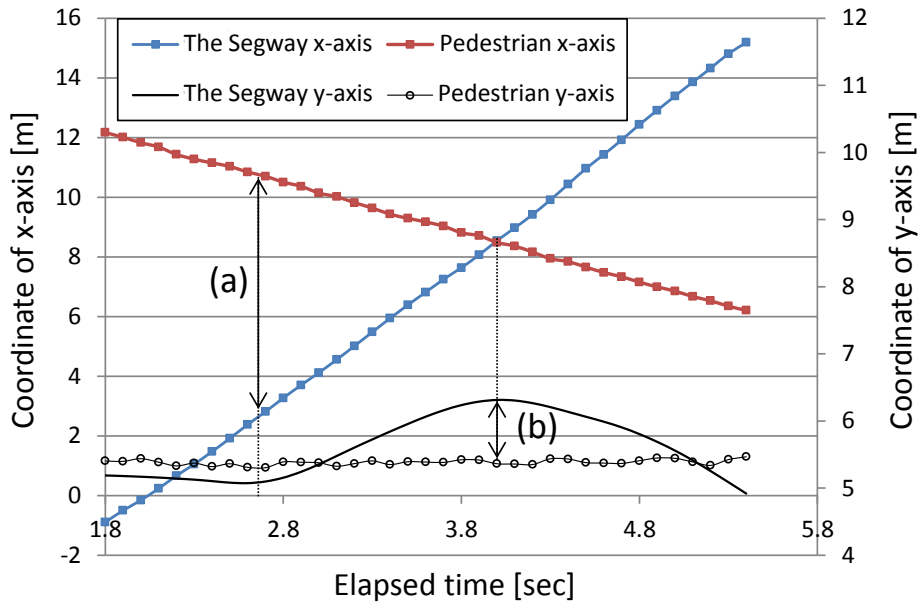 The Segway x-axis
Pedestrian x-axis
The Segway y-axis
Pedestrian y-axis
Coordinate of x-axis [m]
16
14
12
10
8
6
4
2
0
-2
(a)
(b)
12
11
10
9
8
7
6
5
4
Coordinate of y-axis [m]
1.8
2.8
3.8
4.8
5.8
Elapsed time [sec]